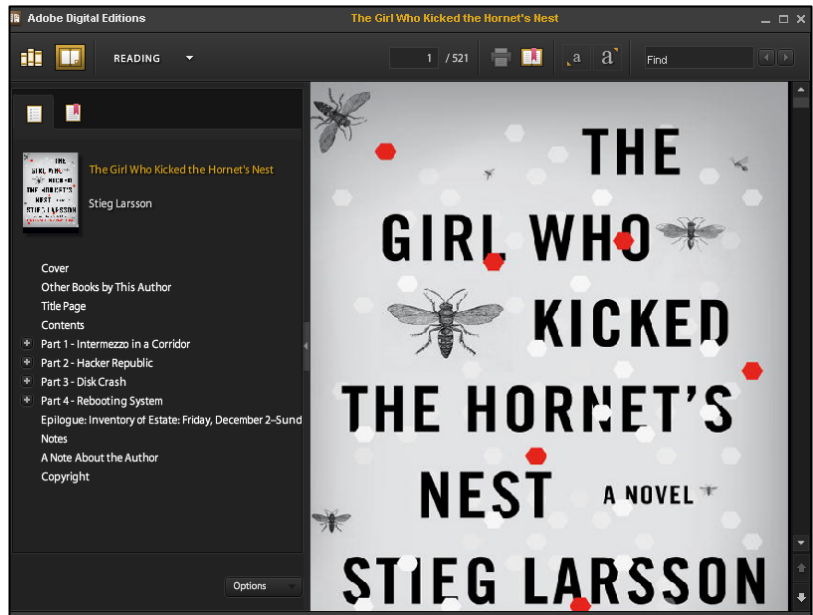 Adobe Digital Editions
The Girl Who Kicked the Hornet's Nest
READING
1 / 521
a a
Find
The Girl Who Kicked the Hornet's Nest
Stieg Larsson
Cover
Other Books by This Author
Title Page
Contents
Part 1 - Intermezzo in a Corridor
Part 2 - Hacker Republic
Part 3 - Disk Crash
Part 4 - Rebooting System
Epilogue: Inventory of Estate: Friday, December 2–Sund
Notes
A Note About the Author
Copyright
Options
THE
GIRL WHO
KICKED
THE HORNET'S
NEST A NOVEL
STIEG LARSSON